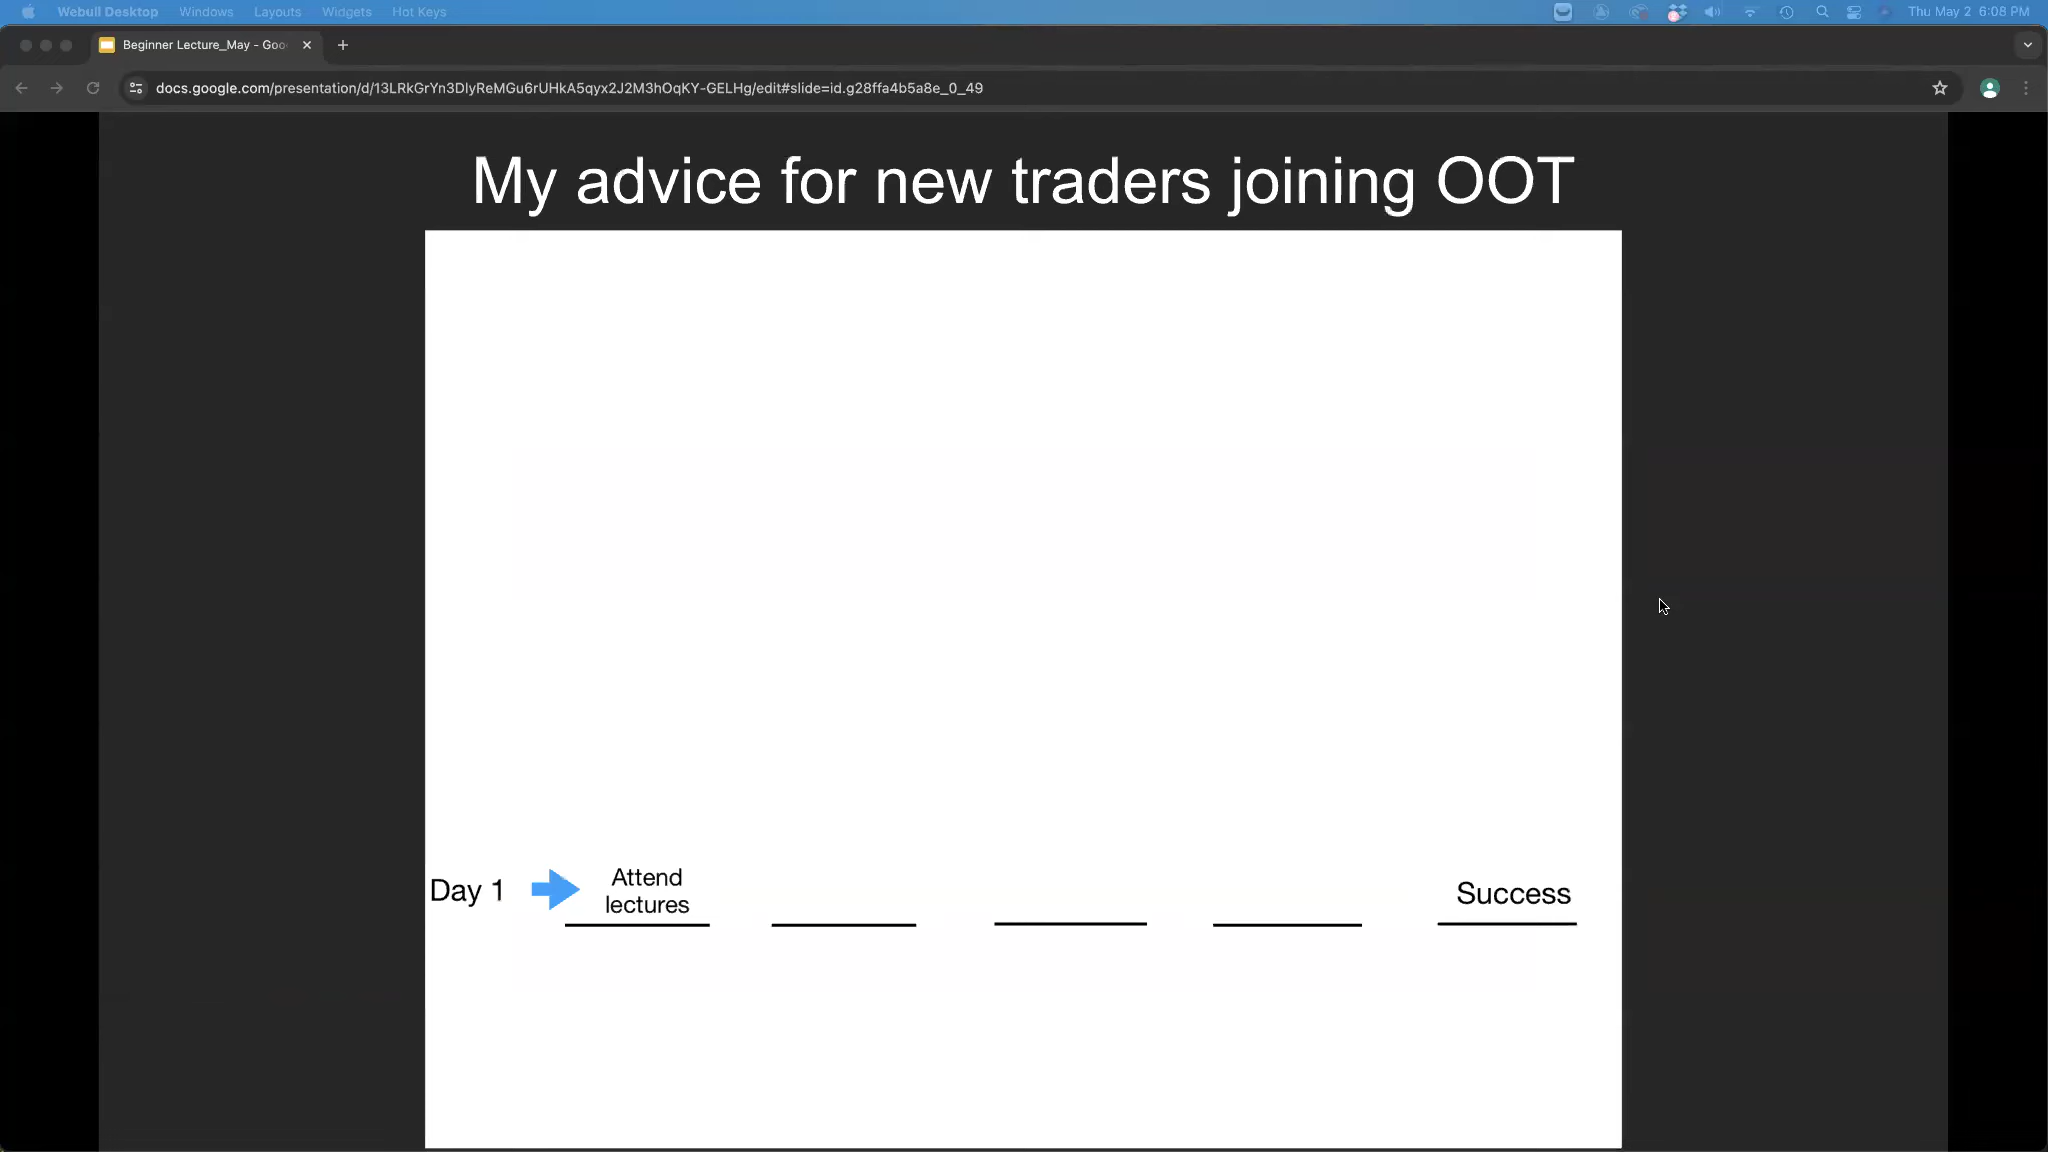 Webull Desktop Windows Layouts Widgets Hot Keys Thu May 2 6:08 PM
Beginner Lecture_May - Goo
docs.google.com/presentation/d/13LRkGrYn3DlyReMGu6rUHkA5qyx2J2M3hOqKY-GELHg/edit#slide=id.g28ffa4b5a8e_0_49
My advice for new traders joining OOT
Day 1
Attend
lectures
Success